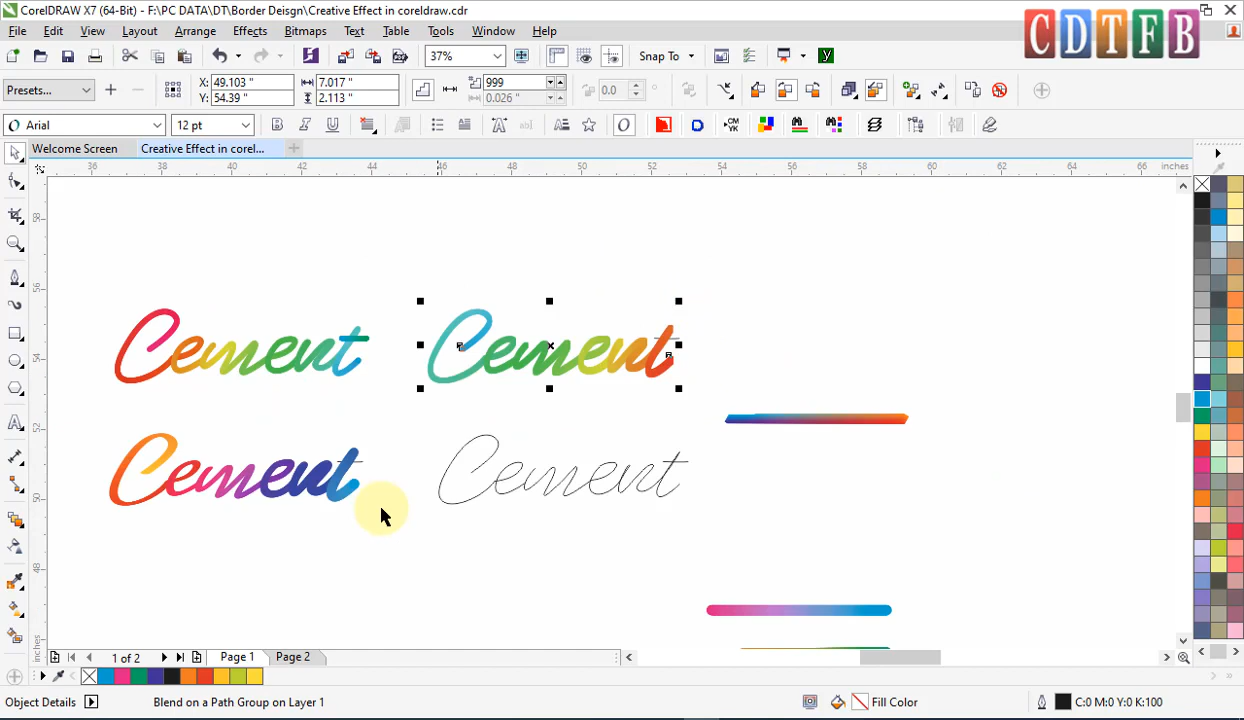 CorelDRAW X7 (64-Bit) - F:\PC DATA\DT\Border Deisgn\Creative Effect in coreldraw.cdr
CDTFB
File Edit View Layout Arrange Effects Bitmaps Text Table Tools Window Help
37% Snap To
Presets... X: 49.103 " 7.017 " 999 0.0
Y: 54.39 " 2.113 " 0.026 "
Arial 12 pt B I U
Welcome Screen Creative Effect in corel...
36 38 40 42 44 46 48 50 52 54 56 58 60 62 64 66 inches
Cement Cement
Cement Cement
1 of 2 Page 1 Page 2
Object Details Blend on a Path Group on Layer 1 Fill Color C:0 M:0 Y:0 K:100